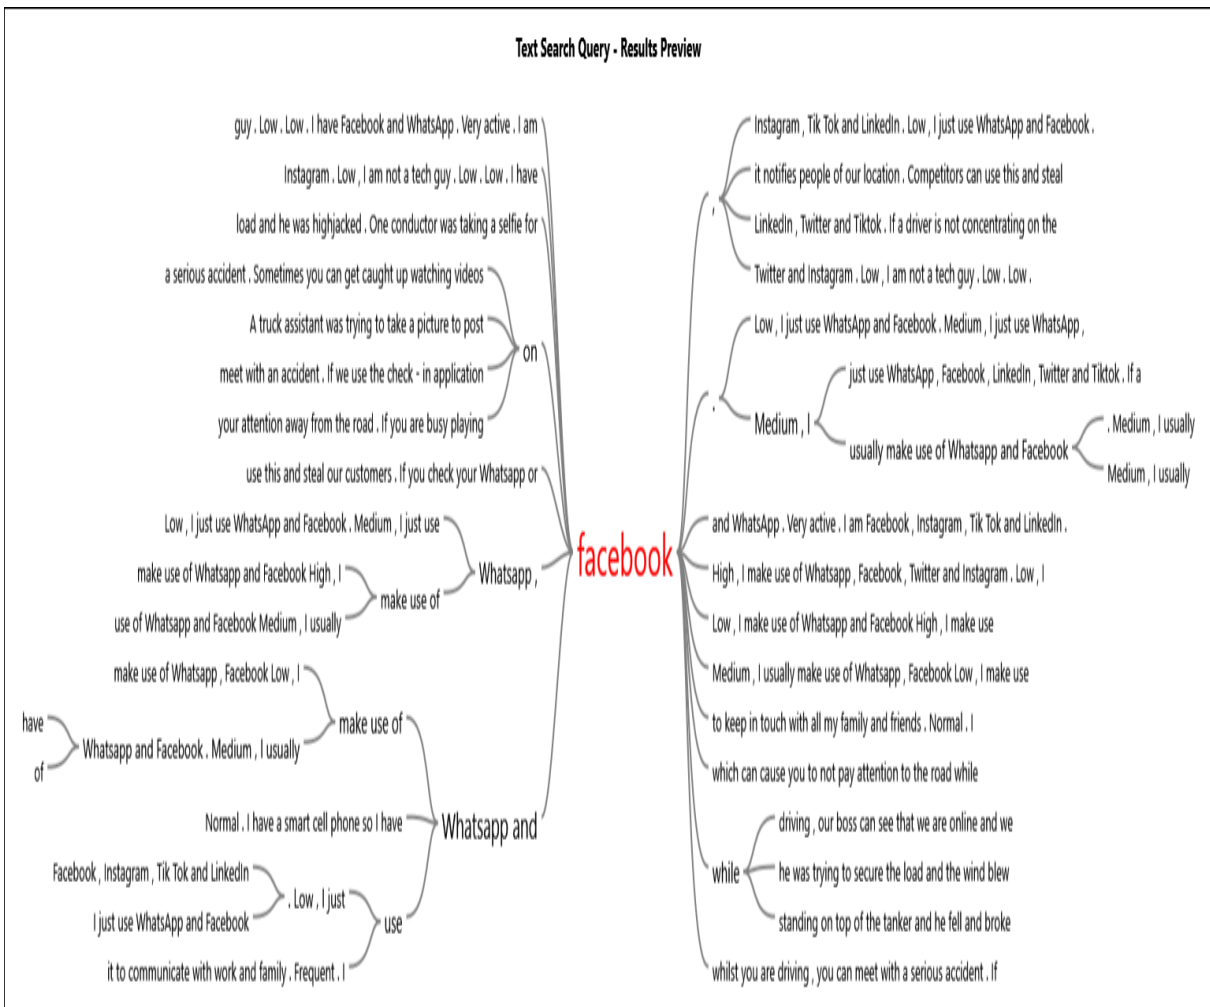 Text Search Query - Results Preview
guy . Low . Low . I have Facebook and WhatsApp . Very active . I am
Instagram . Low , I am not a tech guy . Low . Low . I have
load and he was highjacked . One conductor was taking a selfie for
a serious accident . Sometimes you can get caught up watching videos
A truck assistant was trying to take a picture to post
meet with an accident . If we use the check - in application
your attention away from the road . If you are busy playing
on
use this and steal our customers . If you check your Whatsapp or
Low , I just use WhatsApp and Facebook . Medium , I just use
make use of Whatsapp and Facebook High , I
use of Whatsapp and Facebook Medium , I usually
make use of
Whatsapp ,
make use of Whatsapp , Facebook Low , I
have
of
Whatsapp and Facebook . Medium , I usually
make use of
Normal . I have a smart cell phone so I have
Facebook , Instagram , Tik Tok and LinkedIn
I just use WhatsApp and Facebook
. Low , I just
it to communicate with work and family . Frequent . I
use
Whatsapp and
facebook
,
Instagram , Tik Tok and LinkedIn . Low , I just use WhatsApp and Facebook .
it notifies people of our location . Competitors can use this and steal
LinkedIn , Twitter and Tiktok . If a driver is not concentrating on the
Twitter and Instagram . Low , I am not a tech guy . Low . Low .
.
Low , I just use WhatsApp and Facebook . Medium , I just use WhatsApp ,
Medium , I
just use WhatsApp , Facebook , LinkedIn , Twitter and Tiktok . If a
usually make use of Whatsapp and Facebook
. Medium , I usually
Medium , I usually
and WhatsApp . Very active . I am Facebook , Instagram , Tik Tok and LinkedIn .
High , I make use of Whatsapp , Facebook , Twitter and Instagram . Low , I
Low , I make use of Whatsapp and Facebook High , I make use
Medium , I usually make use of Whatsapp , Facebook Low , I make use
to keep in touch with all my family and friends . Normal . I
which can cause you to not pay attention to the road while
while
driving , our boss can see that we are online and we
he was trying to secure the load and the wind blew
standing on top of the tanker and he fell and broke
whilst you are driving , you can meet with a serious accident . If